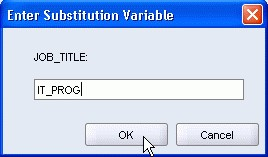 Enter Substitution Variable
JOB_TITLE:
IT_PROG
OK
Cancel